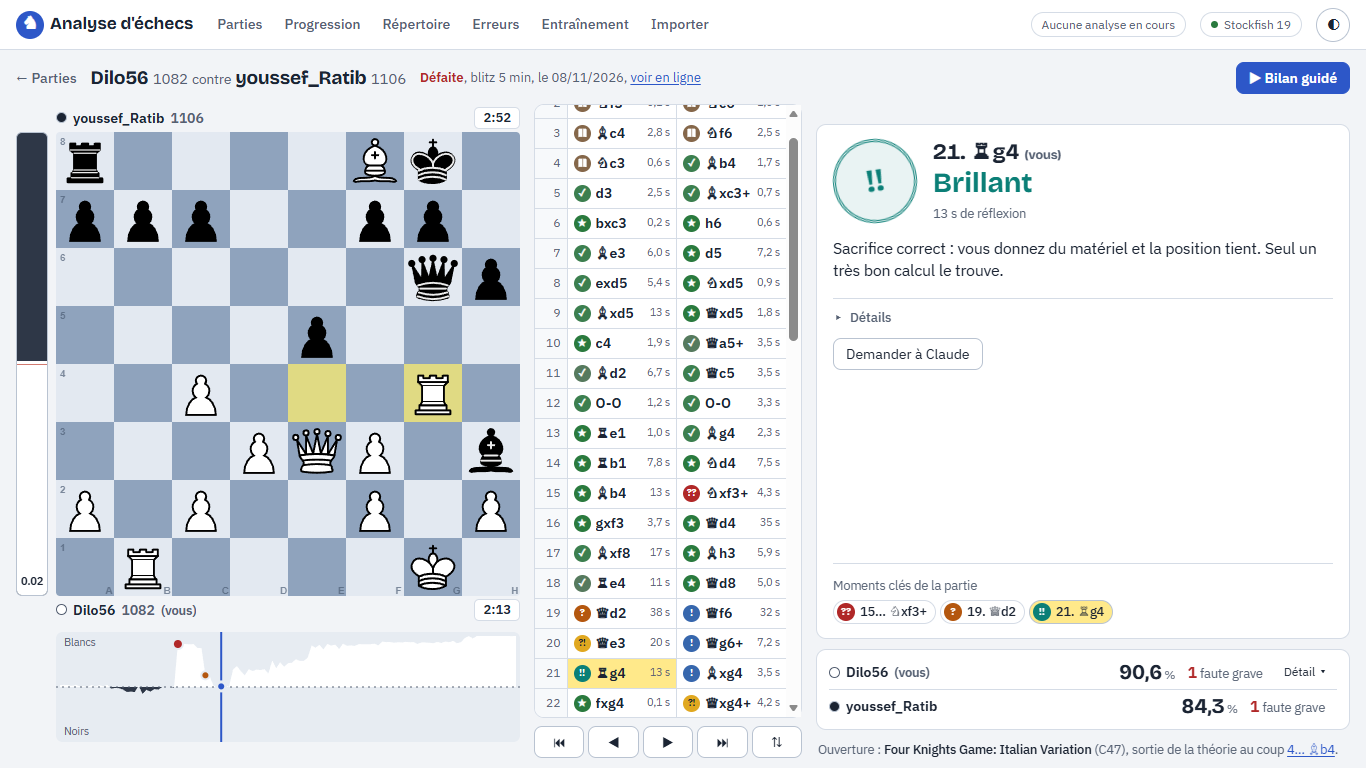 Analyse d'échecs Parties Progression Répertoire Erreurs Entraînement Importer Aucune analyse en cours Stockfish 19
← Parties Dilo56 1082 contre youssef_Ratib 1106 Défaite, blitz 5 min, le 08/11/2026, voir en ligne ▶ Bilan guidé
youssef_Ratib 1106 2:52
8
7
6
5
4
3
2
1
A B C D E F G H
0.02
Dilo56 1082 (vous) 2:13
Blancs
Noirs
3 ♗c4 2,8 s ♘f6 2,5 s
4 ♘c3 0,6 s ♗b4 1,7 s
5 d3 2,5 s ♗xc3+ 0,7 s
6 bxc3 0,2 s h6 0,6 s
7 ♗e3 6,0 s d5 7,2 s
8 exd5 5,4 s ♘xd5 0,9 s
9 ♗xd5 13 s ♛xd5 1,8 s
10 c4 1,9 s ♛a5+ 3,5 s
11 ♗d2 6,7 s ♛c5 3,5 s
12 O-O 1,2 s O-O 3,3 s
13 ♖e1 1,0 s ♗g4 2,3 s
14 ♖b1 7,8 s ♘d4 7,5 s
15 ♗b4 13 s ?? ♘xf3+ 4,3 s
16 gxf3 3,7 s ♛d4 35 s
17 ♗xf8 17 s ♗h3 5,9 s
18 ♖e4 11 s ♛d8 5,0 s
19 ? ♛d2 38 s ! ♛f6 32 s
20 ?! ♛e3 20 s ! ♛g6+ 7,2 s
21 !! ♖g4 13 s ! ♗xg4 3,5 s
22 fxg4 0,1 s ?! ♛xg4+ 4,2 s
!!
21. ♖g4 (vous)
Brillant
13 s de réflexion
Sacrifice correct : vous donnez du matériel et la position tient. Seul un
très bon calcul le trouve.
▸ Détails
Demander à Claude
Moments clés de la partie
?? 15... ♘xf3+ ? 19. ♕d2 !! 21. ♖g4
Dilo56 (vous) 90,6 % 1 faute grave Détail ▾
youssef_Ratib 84,3 % 1 faute grave
Ouverture : Four Knights Game: Italian Variation (C47), sortie de la théorie au coup 4... ♗b4.